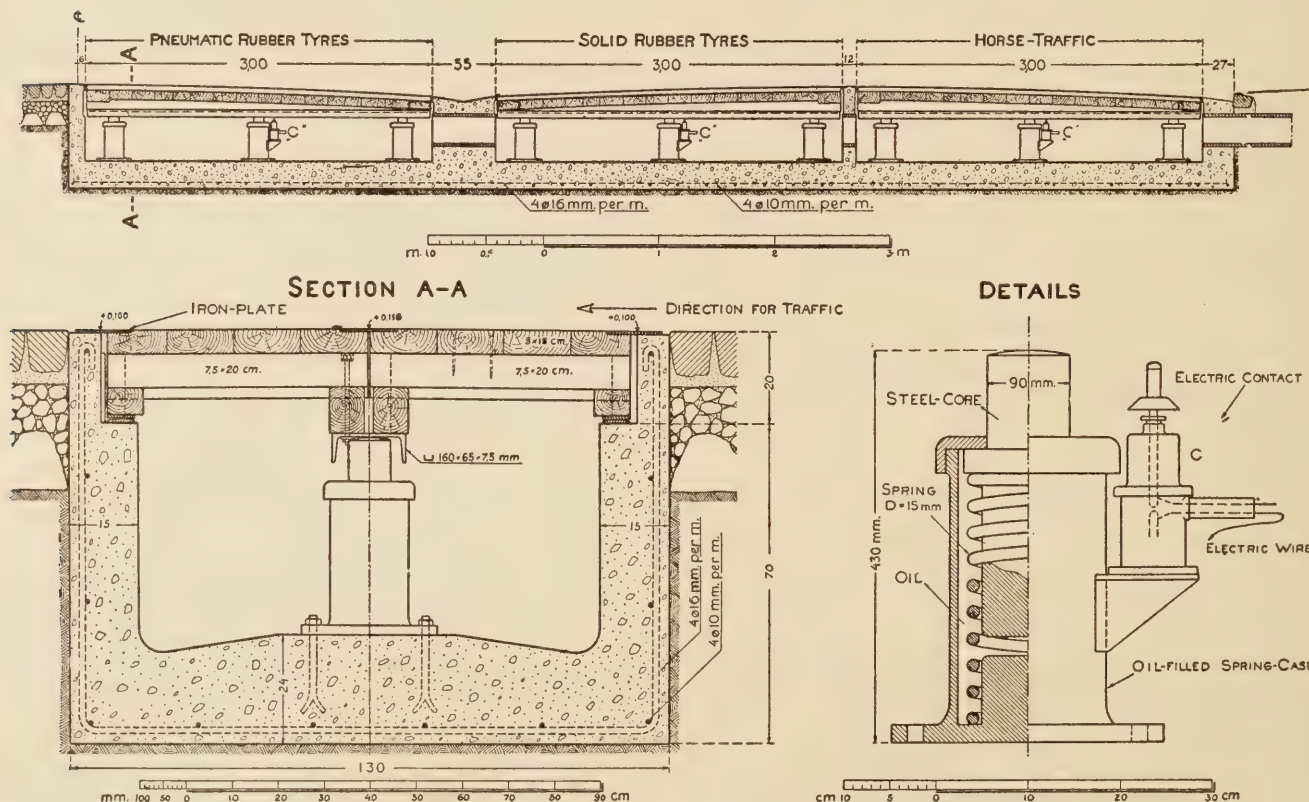 ℄
A
PNEUMATIC RUBBER TYRES
SOLID RUBBER TYRES
HORSE-TRAFFIC
6
3,00
55
3,00
12
3,00
27
C"
C"
C'
A
4ø16mm. per m.
4ø10mm. per m.
m. 1.0 0,5 0 1 2 3 m
SECTION A-A
IRON-PLATE
DIRECTION FOR TRAFFIC
+0,100
+0,100
8×18 cm.
7,5×20 cm.
7,5×20 cm.
20
⊔ 160×65×7,5 mm
15
15
70
4ø16 mm. per m.
4ø10 mm. per m.
24
130
mm. 100 50 0 10 20 30 40 50 60 70 80 90 cm
DETAILS
90 mm.
ELECTRIC CONTACT
STEEL-CORE
C
SPRING
D=15mm
430 mm.
ELECTRIC WIRE
OIL
OIL-FILLED SPRING-CASE
cm 10 5 0 10 20 30 cm